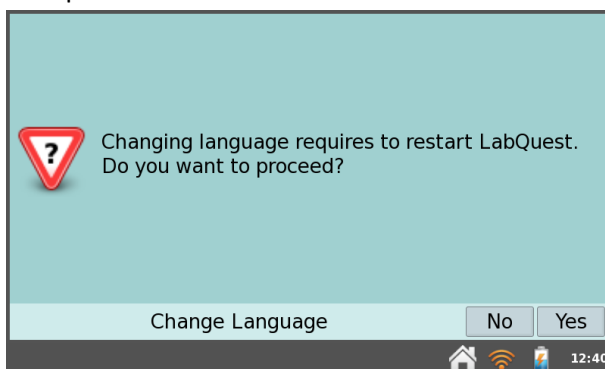 ?
Changing language requires to restart LabQuest.
Do you want to proceed?
Change Language
No
Yes
12:40